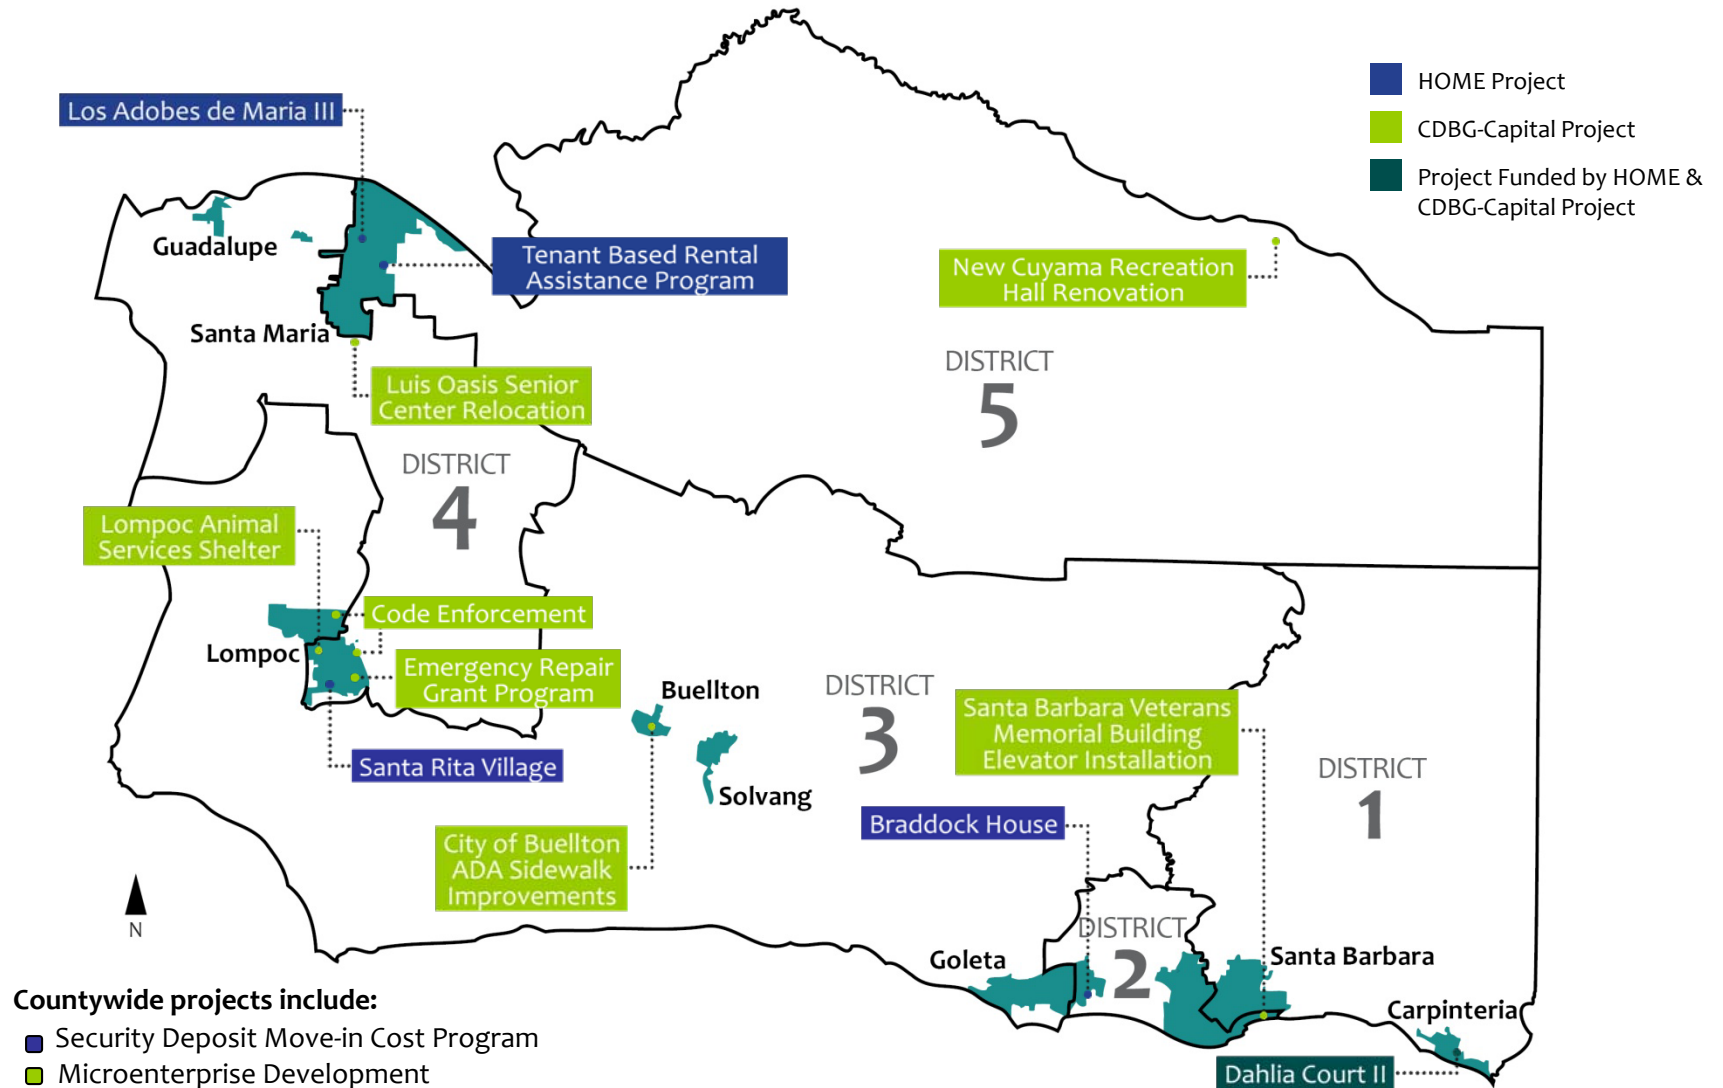 HOME Project
CDBG-Capital Project
Project Funded by HOME &
CDBG-Capital Project
Los Adobes de Maria III
Guadalupe
Tenant Based Rental
Assistance Program
New Cuyama Recreation
Hall Renovation
Santa Maria
Luis Oasis Senior
Center Relocation
DISTRICT
5
DISTRICT
4
Lompoc Animal
Services Shelter
Code Enforcement
Lompoc
Emergency Repair
Grant Program
Santa Rita Village
Buellton
Solvang
City of Buellton
ADA Sidewalk
Improvements
DISTRICT
3
Santa Barbara Veterans
Memorial Building
Elevator Installation
Braddock House
DISTRICT
1
DISTRICT
2
Goleta
Santa Barbara
Carpinteria
Dahlia Court II
N
Countywide projects include:
Security Deposit Move-in Cost Program
Microenterprise Development